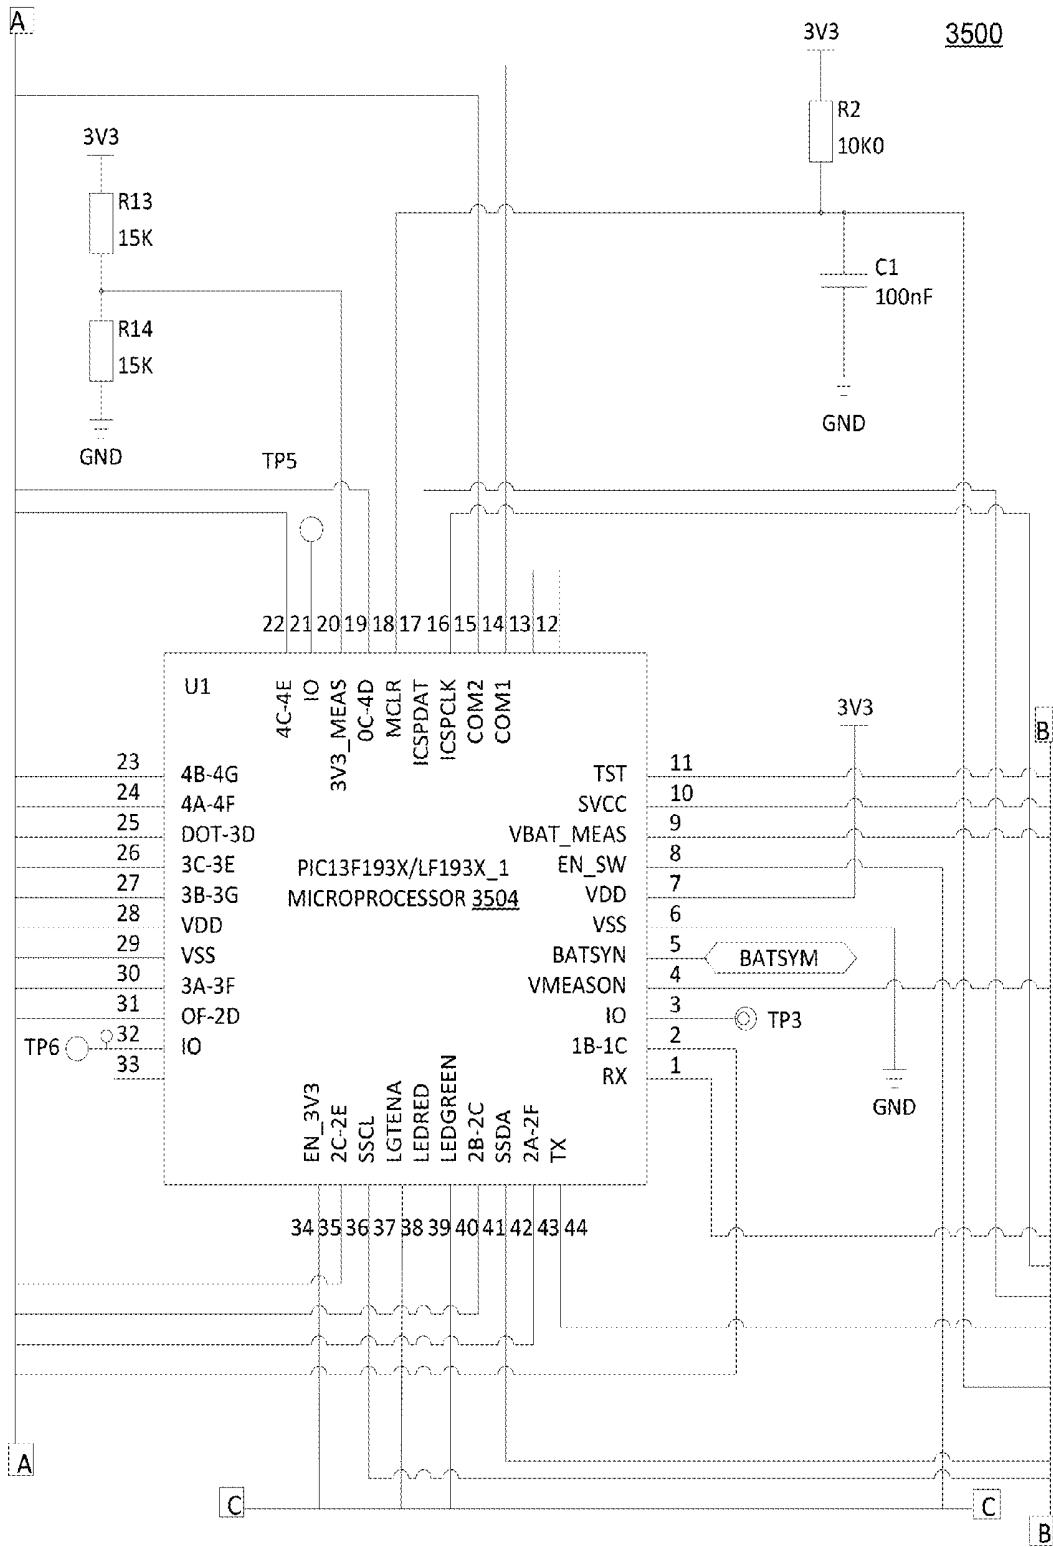 A
3V3
3500
R2
10K0
3V3
R13
15K
C1
100nF
R14
15K
GND
GND
TP5
22 21 20 19 18 17 16 15 14 13 12
U1
4C-4E
IO
3V3_MEAS
0C-4D
MCLR
ICSPDAT
ICSPCLK
COM2
COM1
3V3
B
23 4B-4G
24 4A-4F
25 DOT-3D
26 3C-3E
27 3B-3G
28 VDD
29 VSS
30 3A-3F
31 OF-2D
TP6 32 IO
33
PIC13F193X/LF193X_1
MICROPROCESSOR 3504
TST 11
SVCC 10
VBAT_MEAS 9
EN_SW 8
VDD 7
VSS 6
BATSYN 5 BATSYM
VMEASON 4
IO 3 TP3
1B-1C 2
RX 1
GND
EN_3V3
2C-2E
SSCL
LGTENA
LEDRED
LEDGREEN
2B-2C
SSDA
2A-2F
TX
34 35 36 37 38 39 40 41 42 43 44
A
C
C
B